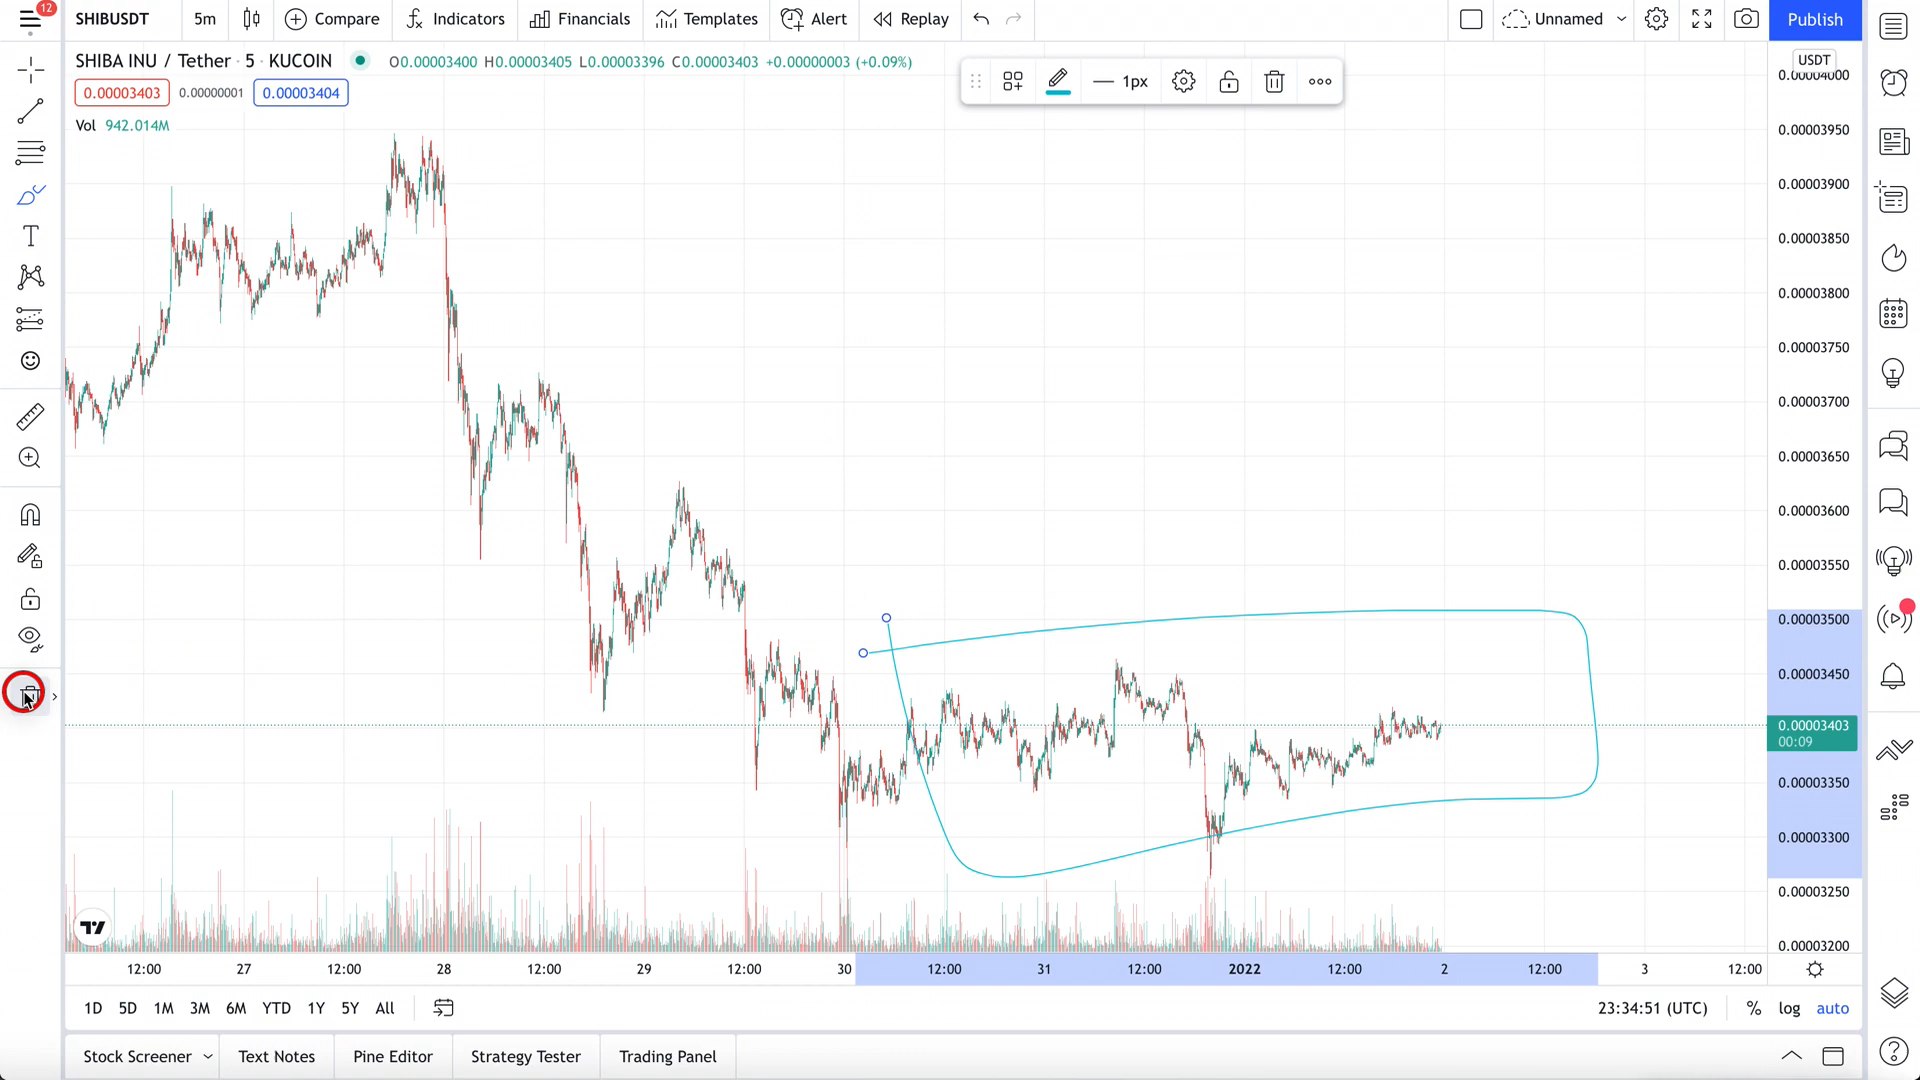 12
SHIBUSDT
5m
Compare
Indicators
Financials
Templates
Alert
Replay
Unnamed
Publish
SHIBA INU / Tether · 5 · KUCOIN
O0.00003400 H0.00003405 L0.00003396 C0.00003403 +0.00000003 (+0.09%)
0.00003403
0.00000001
0.00003404
Vol 942.014M
1px
USDT
0.00004000
0.00003950
0.00003900
0.00003850
0.00003800
0.00003750
0.00003700
0.00003650
0.00003600
0.00003550
0.00003500
0.00003450
0.00003403
00:09
0.00003350
0.00003300
0.00003250
0.00003200
12:00 27 12:00 28 12:00 29 12:00 30 12:00 31 12:00 2022 12:00 2 12:00 3 12:00
1D 5D 1M 3M 6M YTD 1Y 5Y All
23:34:51 (UTC)
% log auto
Stock Screener
Text Notes
Pine Editor
Strategy Tester
Trading Panel